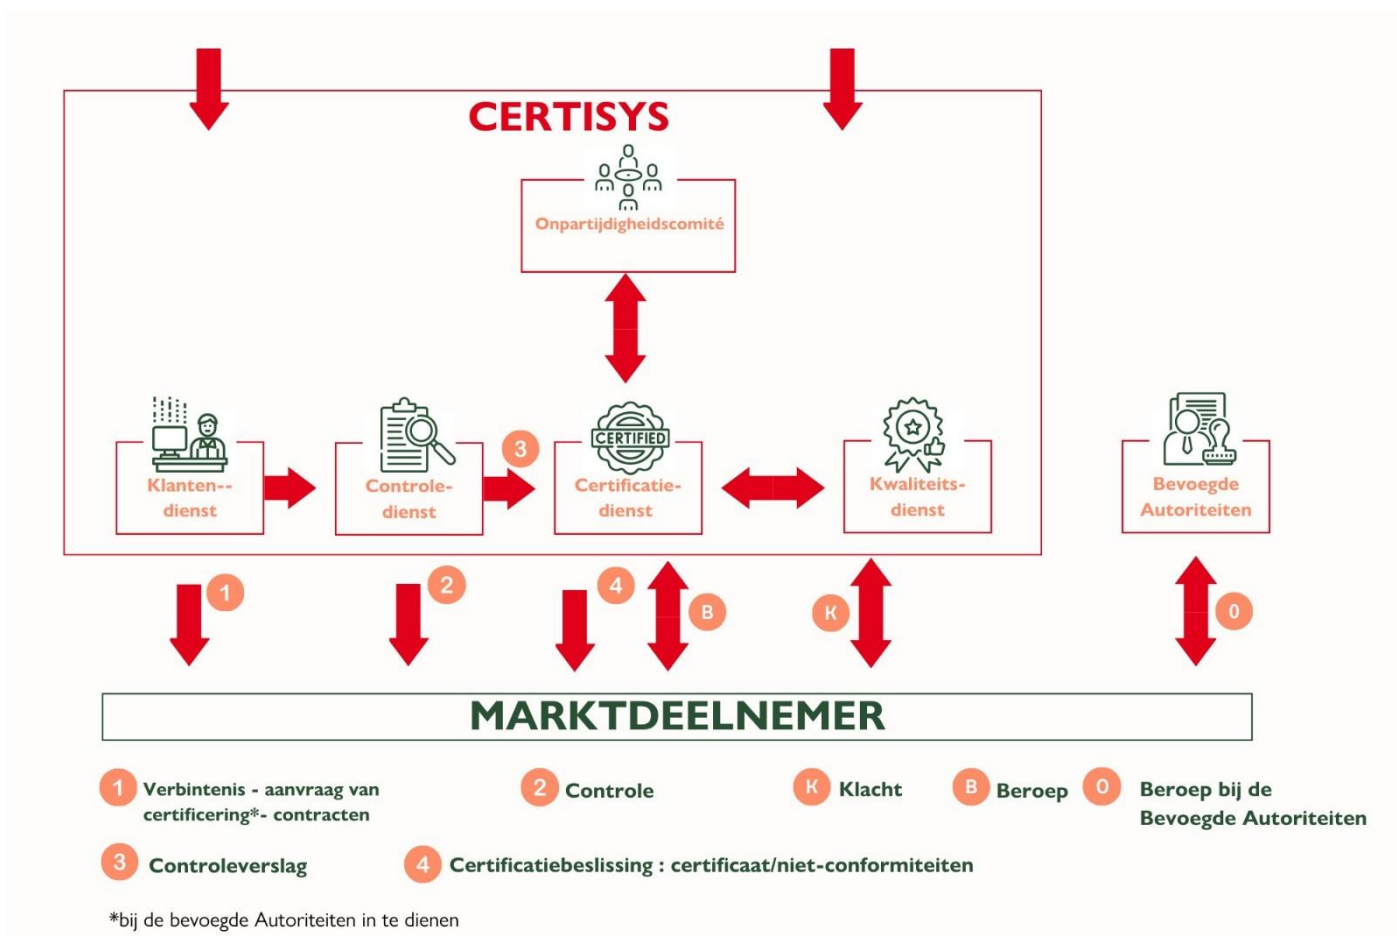 CERTISYS
Onpartijdigheidscomité
CERTIFIED
Klanten--
dienst
Controle-
dienst
3
Certificatie-
dienst
Kwaliteits-
dienst
Bevoegde
Autoriteiten
1
2
4
B
K
0
MARKTDEELNEMER
1 Verbintenis - aanvraag van
certificering*- contracten
2 Controle
K Klacht
B Beroep
0 Beroep bij de
Bevoegde Autoriteiten
3 Controleverslag
4 Certificatiebeslissing : certificaat/niet-conformiteiten
*bij de bevoegde Autoriteiten in te dienen